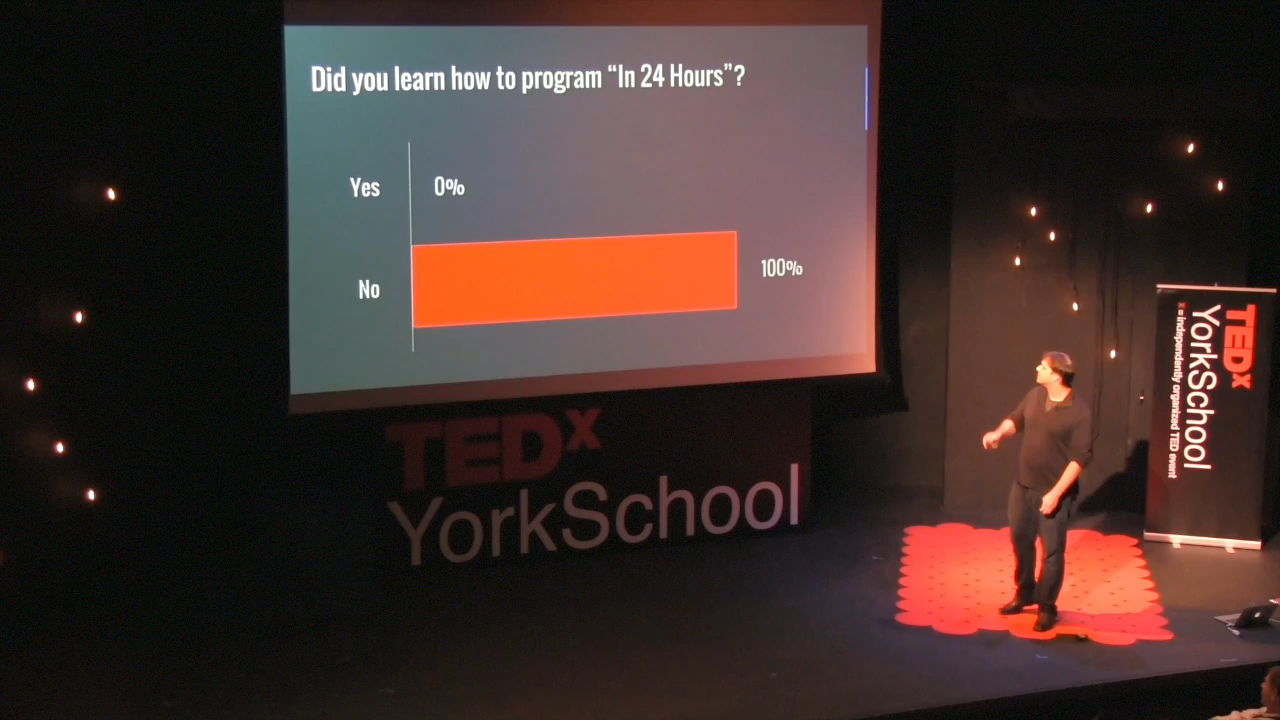 Did you learn how to program “In 24 Hours”?
Yes
0%
No
100%
TEDx
YorkSchool
TEDx
YorkSchool
x = independently organized TED event